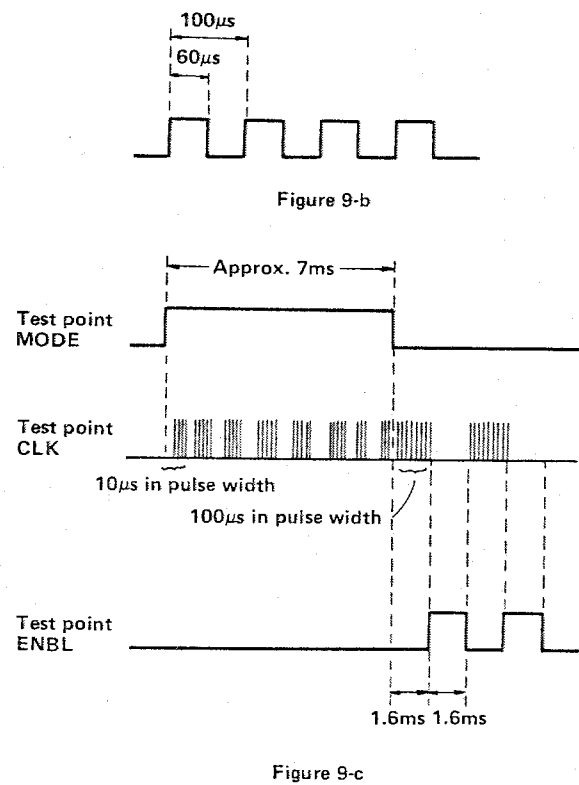 100μs
60μs
Figure 9-b
Approx. 7ms
Test point
MODE
Test point
CLK
10μs in pulse width
100μs in pulse width
Test point
ENBL
1.6ms 1.6ms
Figure 9-c